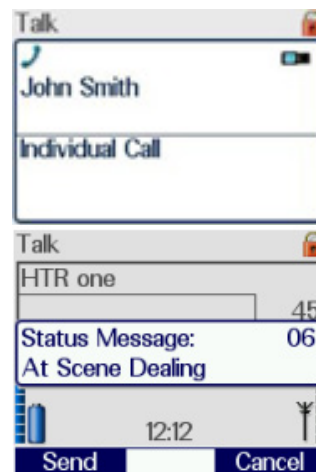 Talk
John Smith
Individual Call
Talk
HTR one
45
Status Message: 06
At Scene Dealing
12:12
Send Cancel